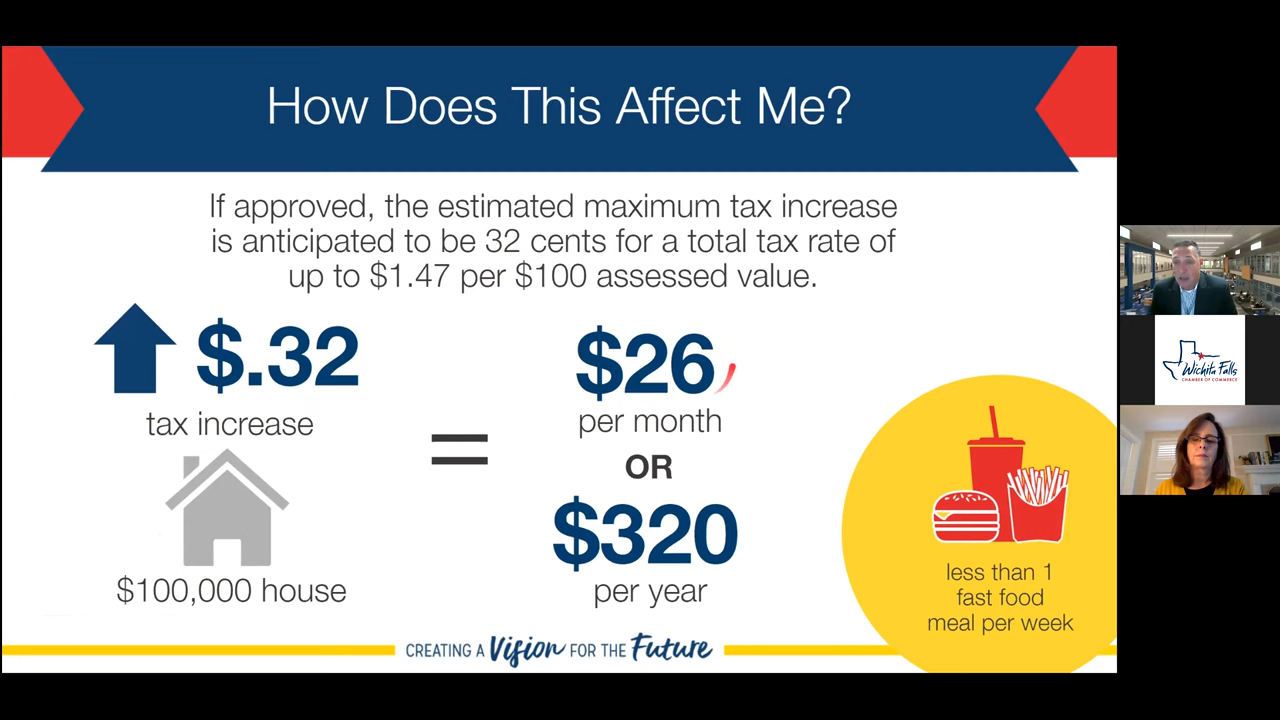 How Does This Affect Me?
If approved, the estimated maximum tax increase
is anticipated to be 32 cents for a total tax rate of
up to $1.47 per $100 assessed value.
$.32
tax increase
$100,000 house
=
$26
per month
OR
$320
per year
less than 1
fast food
meal per week
CREATING A Vision FOR THE Future
Wichita Falls
CHAMBER OF COMMERCE